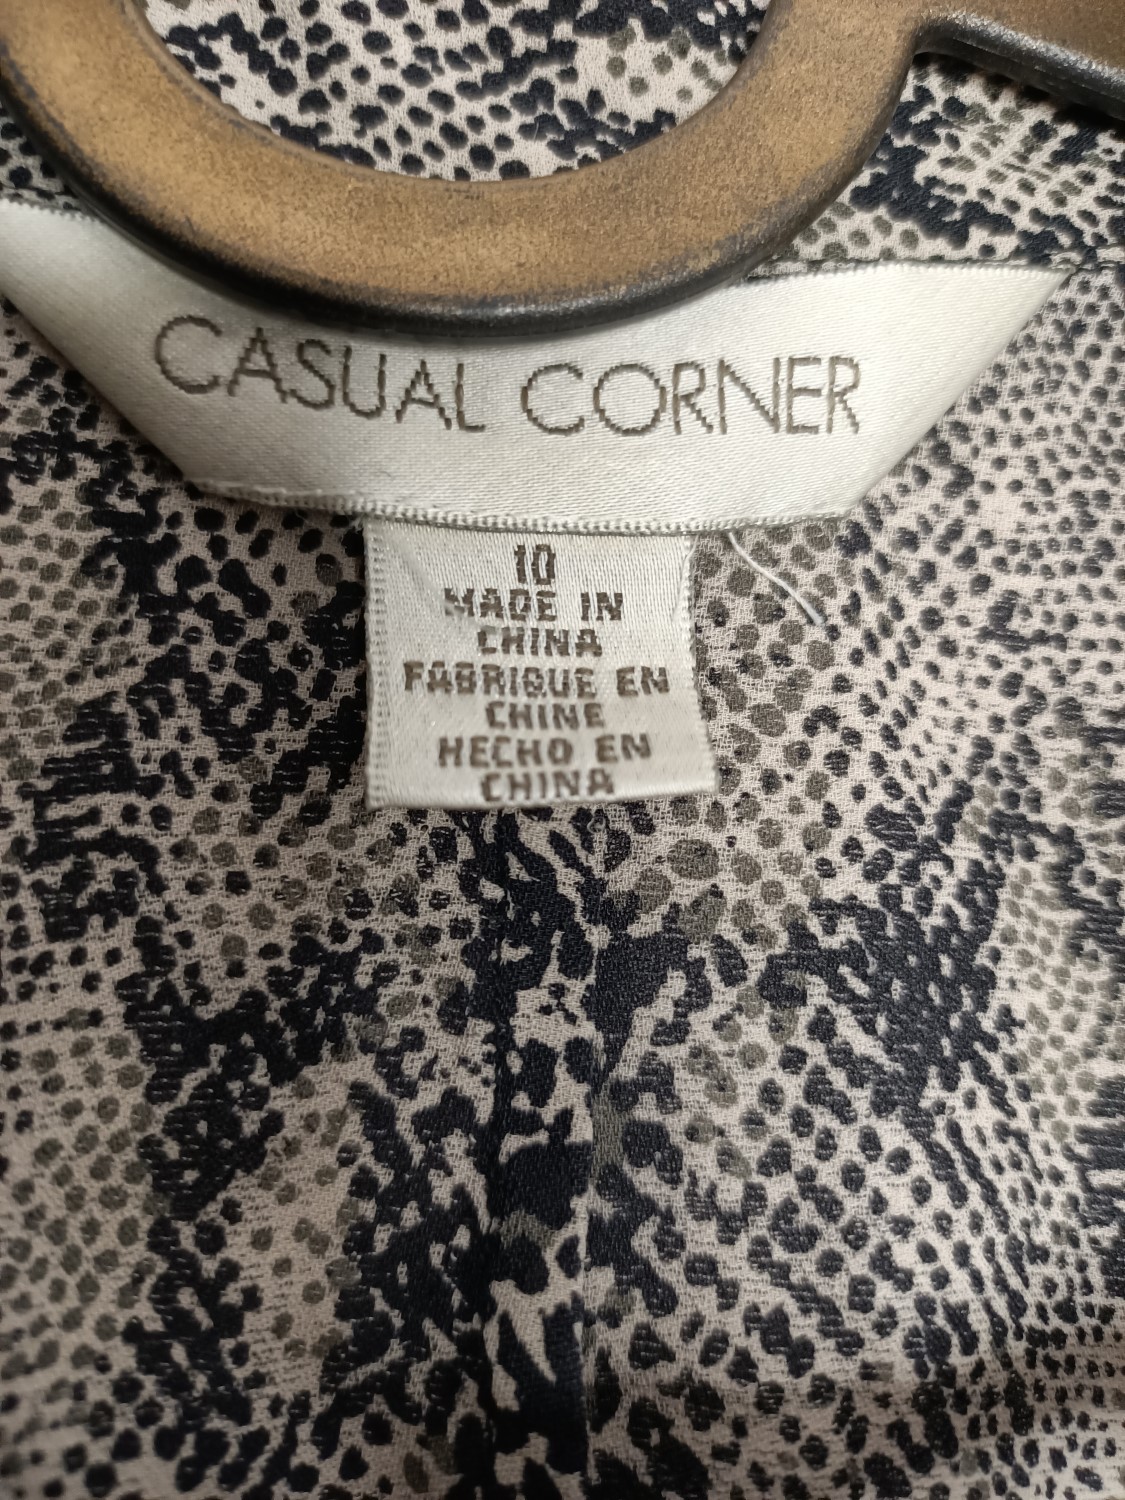 CASUAL CORNER
10
MADE IN
CHINA
FABRIQUE EN
CHINE
HECHO EN
CHINA